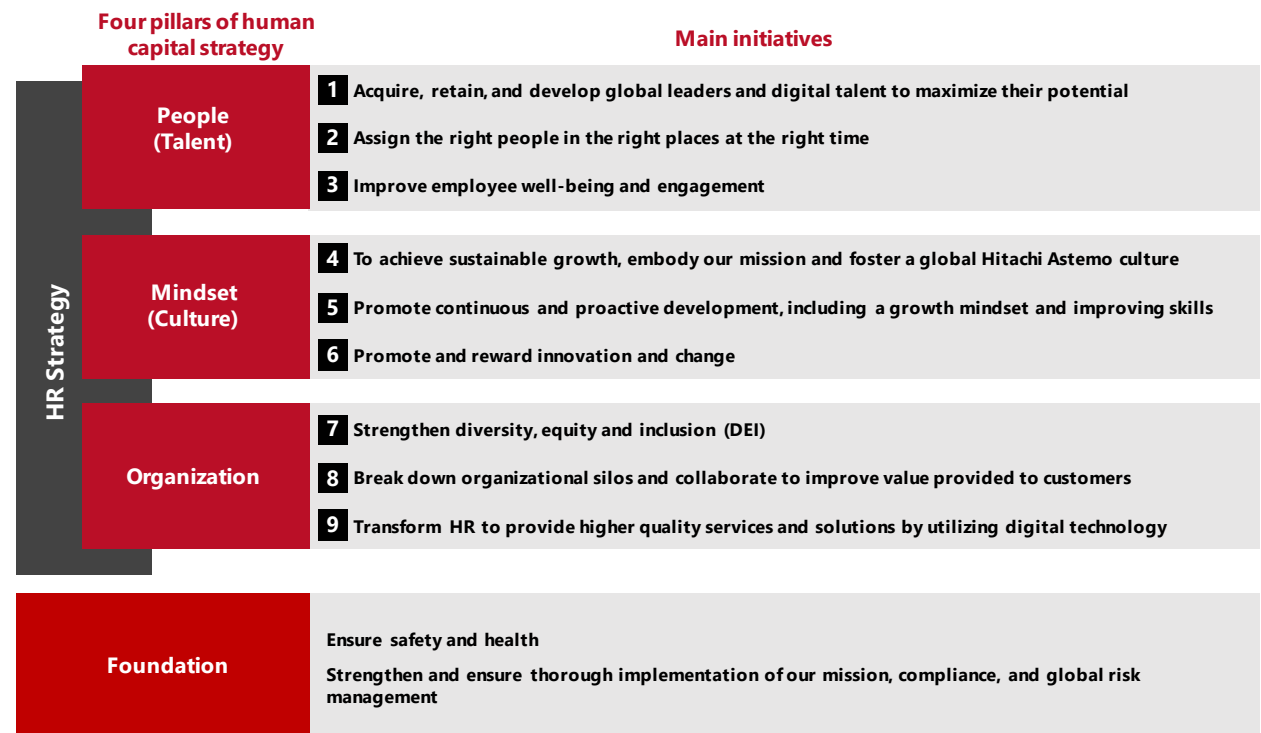 Four pillars of human
capital strategy
Main initiatives
HR Strategy
People
(Talent)
1 Acquire, retain, and develop global leaders and digital talent to maximize their potential
2 Assign the right people in the right places at the right time
3 Improve employee well-being and engagement
Mindset
(Culture)
4 To achieve sustainable growth, embody our mission and foster a global Hitachi Astemo culture
5 Promote continuous and proactive development, including a growth mindset and improving skills
6 Promote and reward innovation and change
Organization
7 Strengthen diversity, equity and inclusion (DEI)
8 Break down organizational silos and collaborate to improve value provided to customers
9 Transform HR to provide higher quality services and solutions by utilizing digital technology
Foundation
Ensure safety and health
Strengthen and ensure thorough implementation of our mission, compliance, and global risk
management